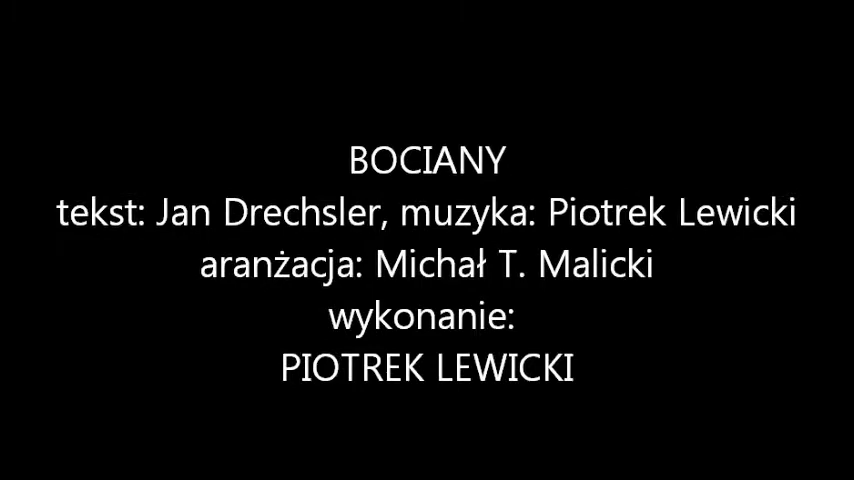 BOCIANY
tekst: Jan Drechsler, muzyka: Piotrek Lewicki
aranżacja: Michał T. Malicki
wykonanie:
PIOTREK LEWICKI